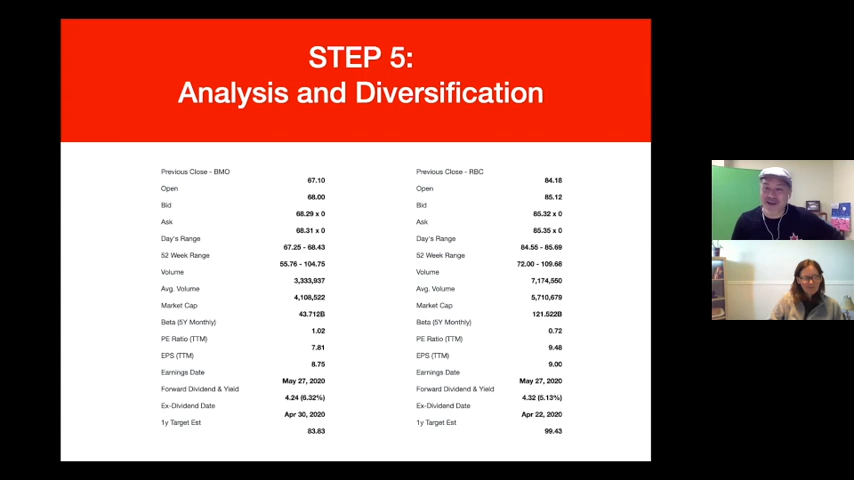 STEP 5:
Analysis and Diversification
Previous Close - BMO
67.10
Open
68.00
Bid
68.29 x 0
Ask
68.31 x 0
Day's Range
67.25 - 68.43
52 Week Range
55.76 - 104.75
Volume
3,333,937
Avg. Volume
4,108,522
Market Cap
43.712B
Beta (5Y Monthly)
1.02
PE Ratio (TTM)
7.81
EPS (TTM)
8.75
Earnings Date
May 27, 2020
Forward Dividend & Yield
4.24 (6.32%)
Ex-Dividend Date
Apr 30, 2020
1y Target Est
83.83
Previous Close - RBC
84.18
Open
85.12
Bid
85.32 x 0
Ask
85.35 x 0
Day's Range
84.55 - 85.69
52 Week Range
72.00 - 109.68
Volume
7,174,550
Avg. Volume
5,710,679
Market Cap
121.522B
Beta (5Y Monthly)
0.72
PE Ratio (TTM)
9.48
EPS (TTM)
9.00
Earnings Date
May 27, 2020
Forward Dividend & Yield
4.32 (5.13%)
Ex-Dividend Date
Apr 22, 2020
1y Target Est
99.43